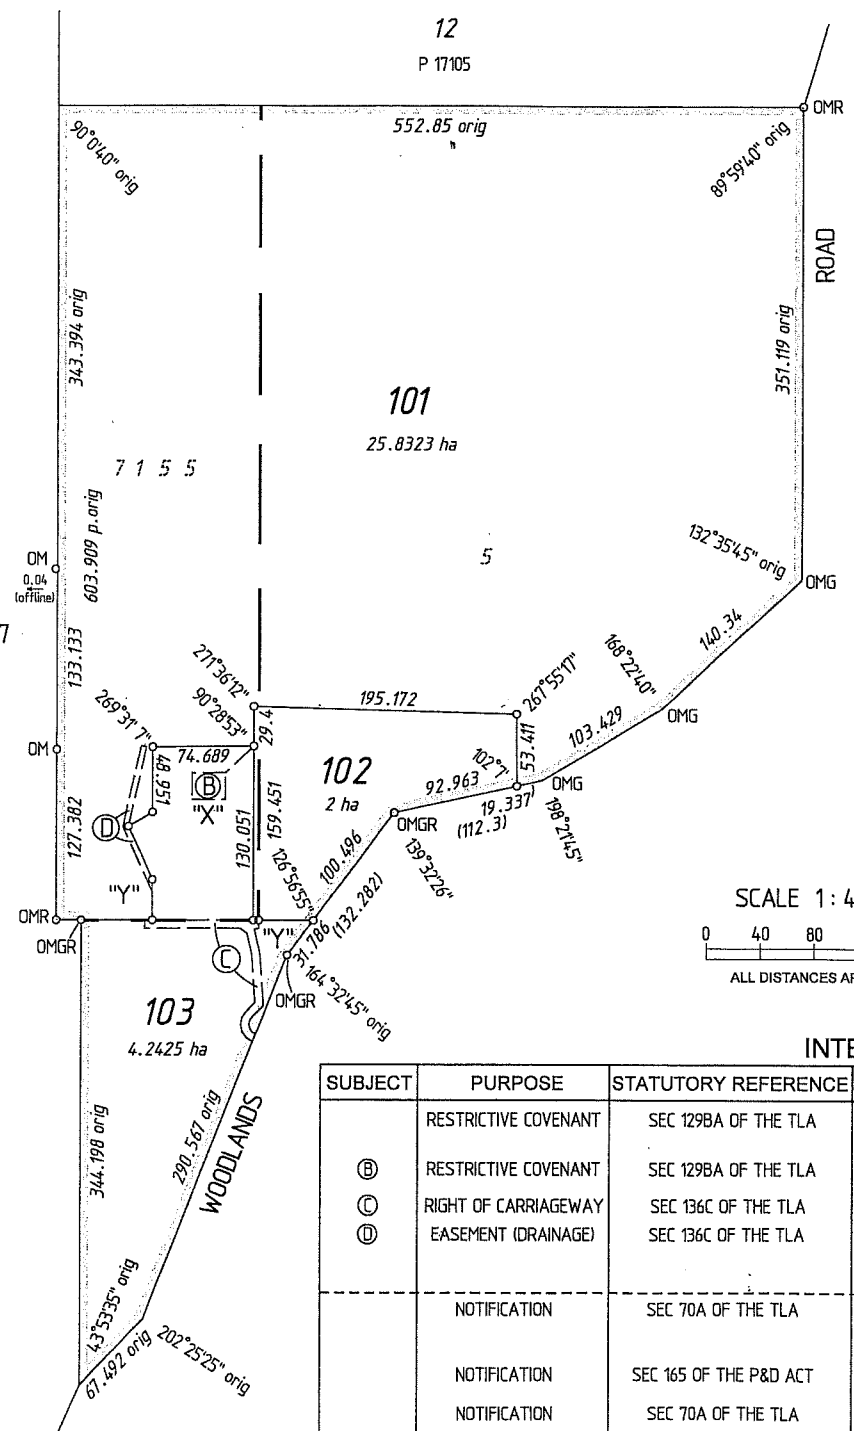 12
P 17105
OMR
552.85 orig
90°0'40" orig
89°59'40" orig
ROAD
343.394 orig
351.119 orig
101
25.8323 ha
7155
603.909 p.orig
5
132°35'45" orig
OM
0.04
(offline)
OMG
7
133.133
140.34
271°36'12"
90°28'53"
195.172
267°55'17"
168°22'40"
269°31'7"
29.4
103.429
OMG
OM
74.689
48.951
B
"X"
102
2 ha
102°7'
53.411
92.963
19.337
(112.3)
OMG
198°21'45"
D
127.382
130.051
159.451
OMGR
139°32'26"
100.496
(132.282)
126°56'55"
"Y"
OMR
OMGR
"Y"
31.786
C
164°32'45" orig
OMGR
SCALE 1:4
0 40 80
ALL DISTANCES AR
103
4.2425 ha
344.198 orig
290.567 orig
WOODLANDS
43°53'35" orig
67.492 orig
202°25'25" orig
INTE
SUBJECT PURPOSE STATUTORY REFERENCE
RESTRICTIVE COVENANT SEC 129BA OF THE TLA
B RESTRICTIVE COVENANT SEC 129BA OF THE TLA
C RIGHT OF CARRIAGEWAY SEC 136C OF THE TLA
D EASEMENT (DRAINAGE) SEC 136C OF THE TLA
NOTIFICATION SEC 70A OF THE TLA
NOTIFICATION SEC 165 OF THE P&D ACT
NOTIFICATION SEC 70A OF THE TLA